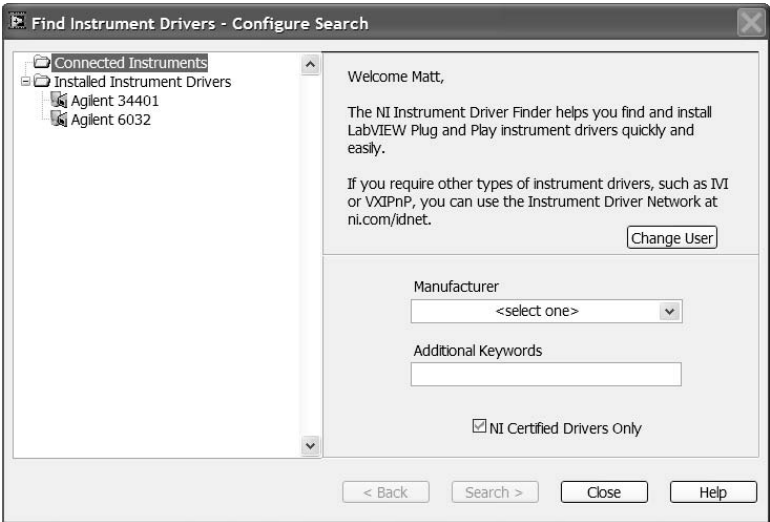 Find Instrument Drivers - Configure Search
Connected Instruments
Installed Instrument Drivers
Agilent 34401
Agilent 6032
Welcome Matt,
The NI Instrument Driver Finder helps you find and install
LabVIEW Plug and Play instrument drivers quickly and
easily.
If you require other types of instrument drivers, such as IVI
or VXIPnP, you can use the Instrument Driver Network at
ni.com/idnet.
Change User
Manufacturer
<select one>
Additional Keywords
NI Certified Drivers Only
< Back
Search >
Close
Help